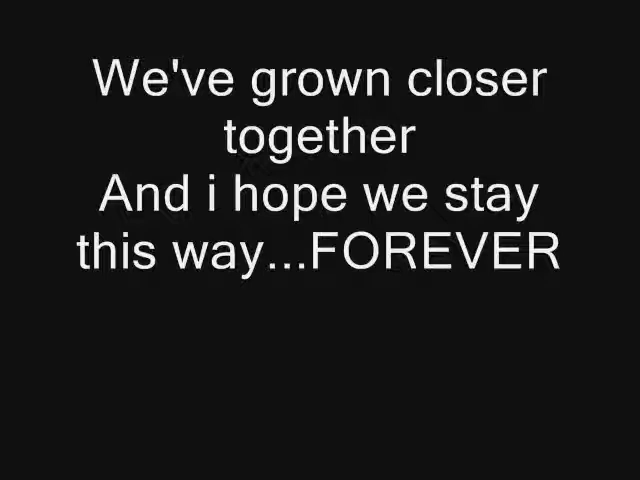 We've grown closer
together
And i hope we stay
this way...FOREVER